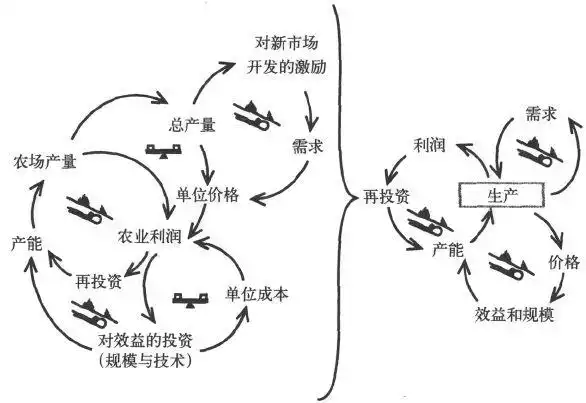 对新市场
开发的激励
总产量
需求
农场产量
单位价格
产能
农业利润
再投资
单位成本
对效益的投资
(规模与技术)
需求
利润
再投资
生产
产能
价格
效益和规模